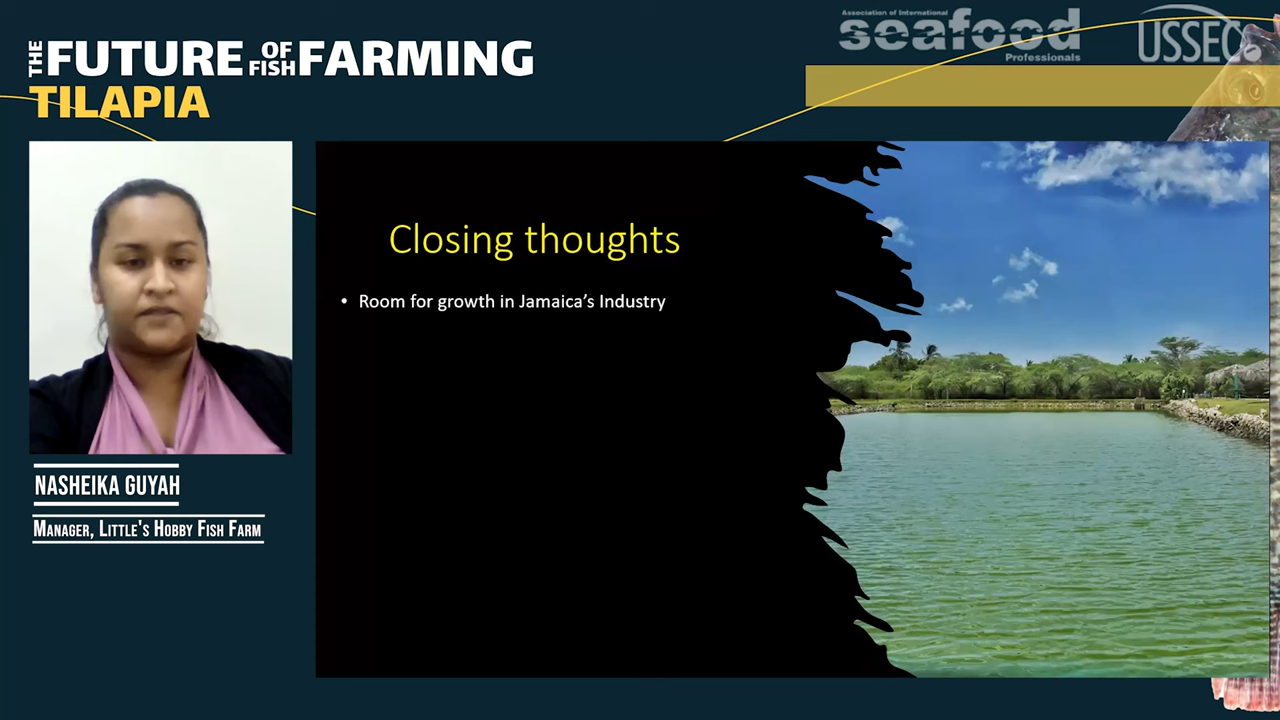 THE FUTURE OF FISH FARMING
TILAPIA
Association of International
seafood
Professionals
USSEC
Closing thoughts
• Room for growth in Jamaica's Industry
NASHEIKA GUYAH
MANAGER, LITTLE'S HOBBY FISH FARM